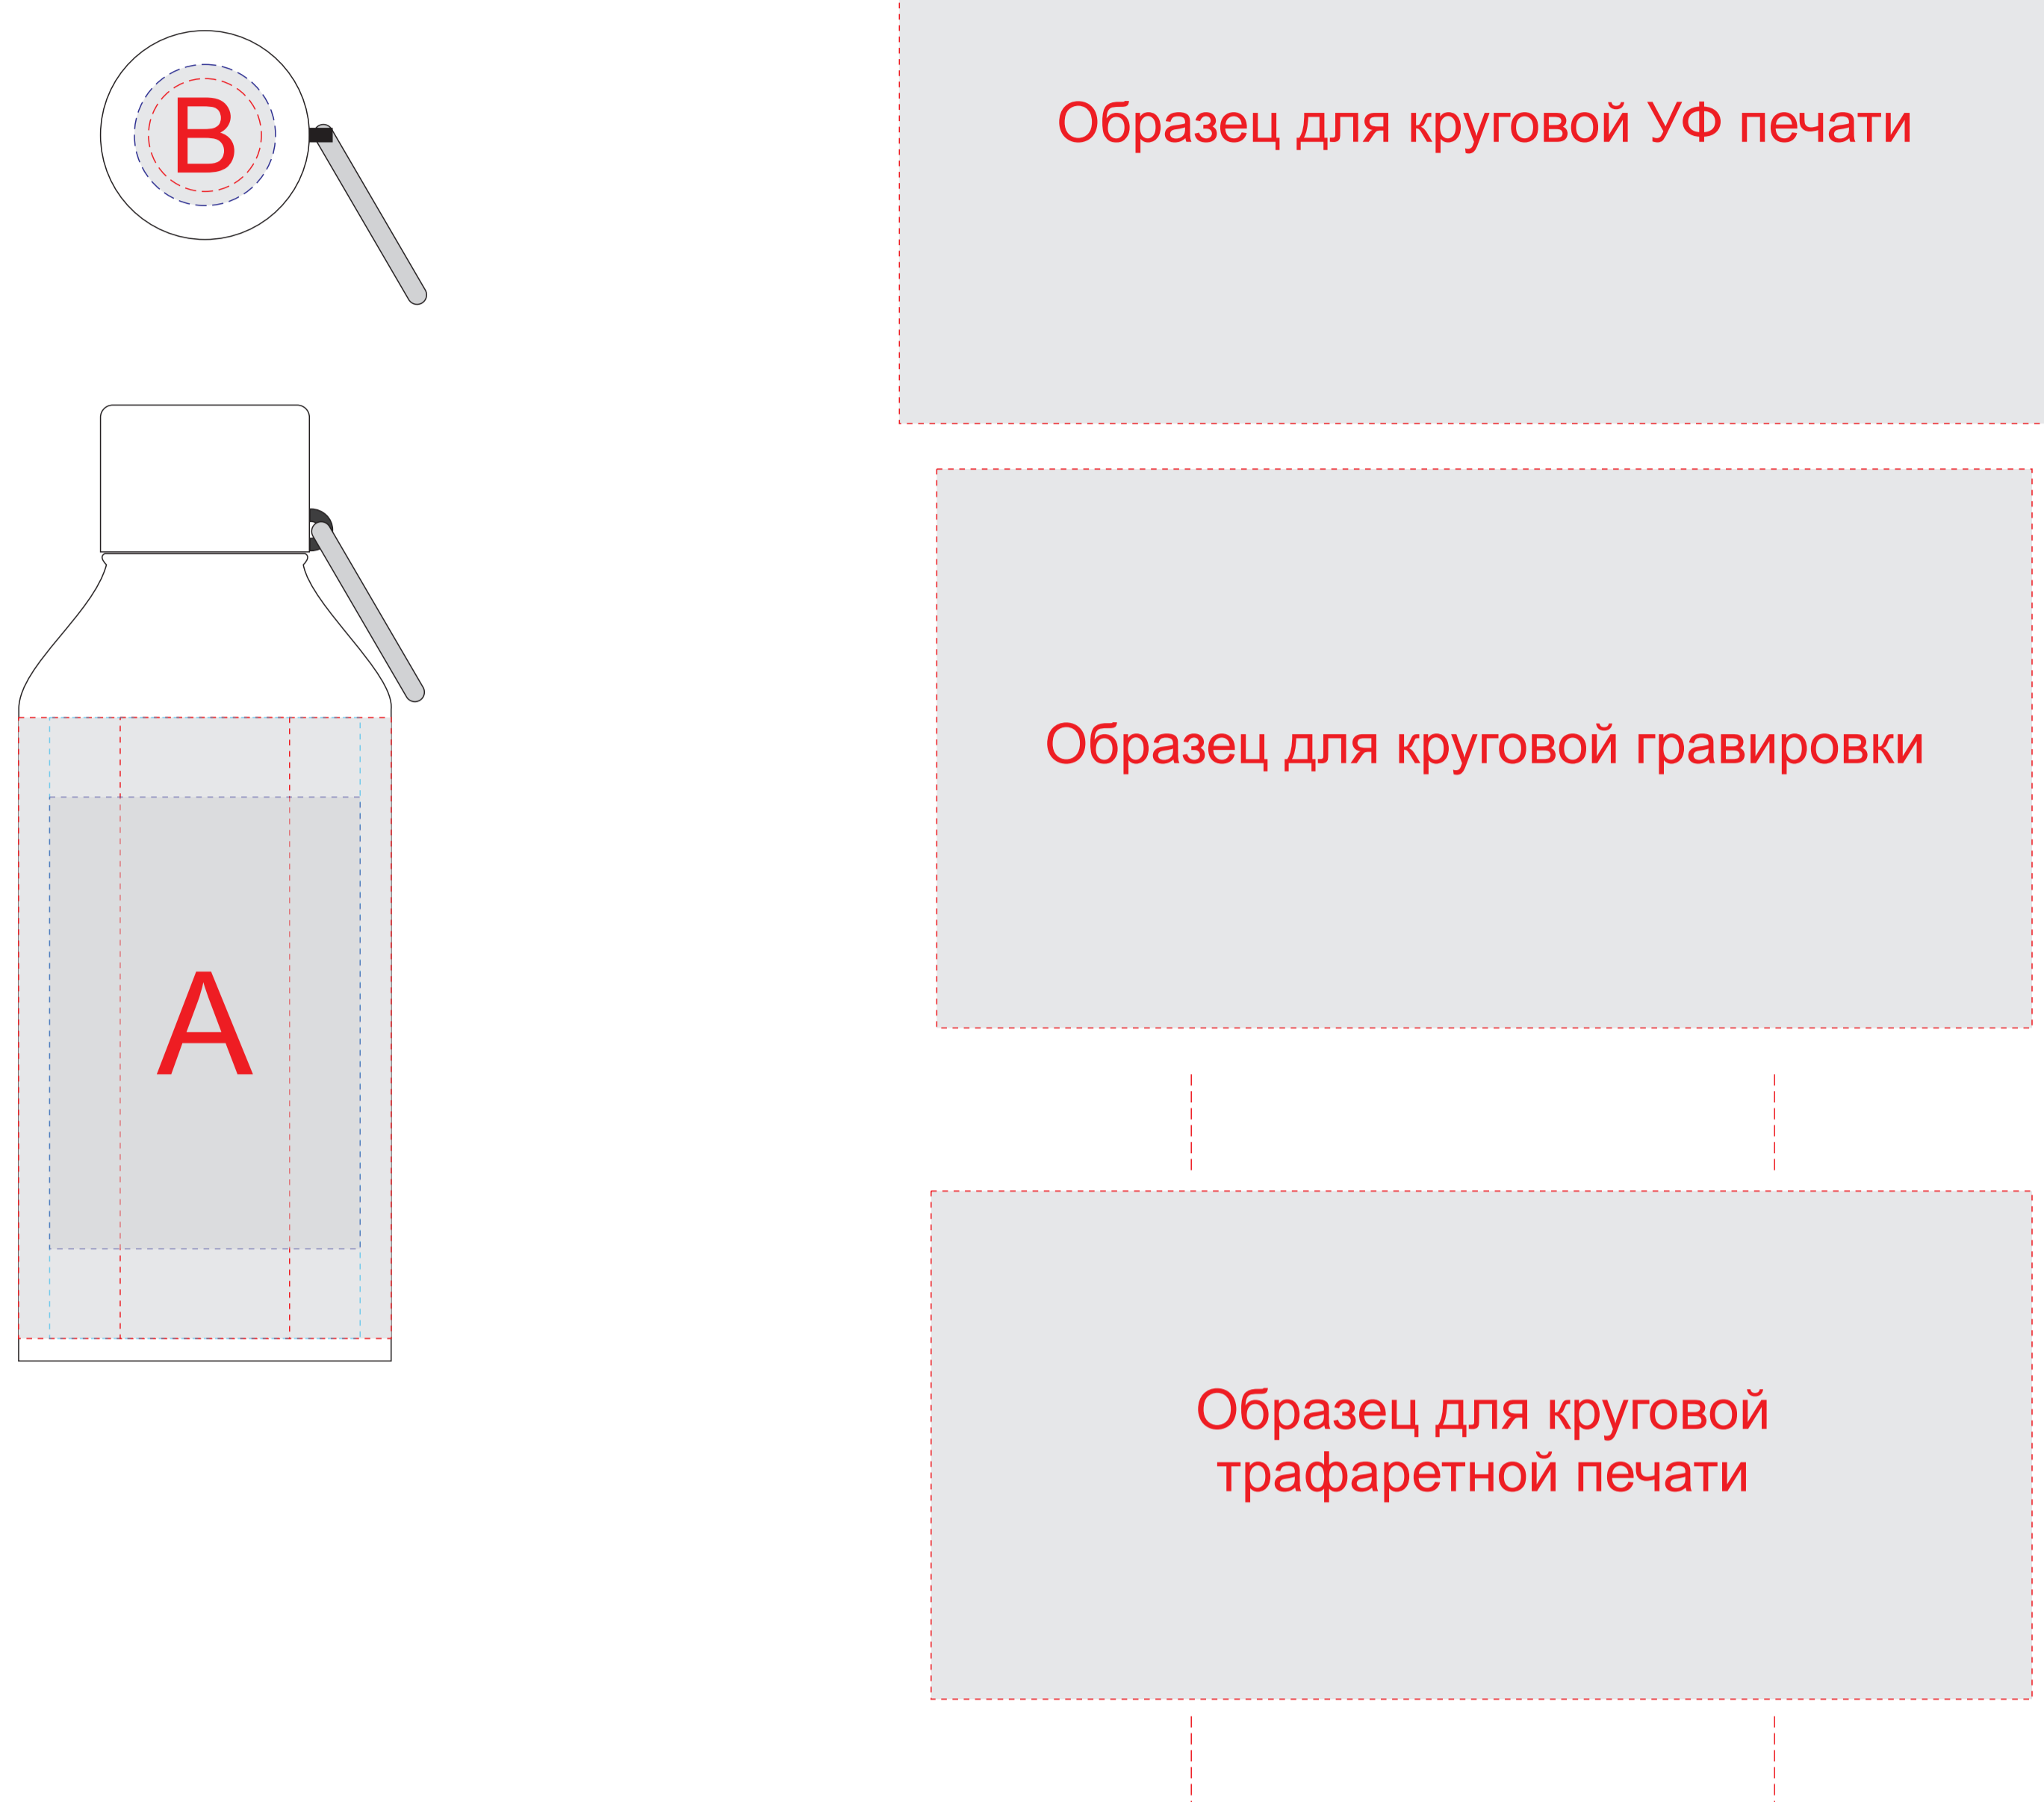 B
Образец для круговой УФ печати
Образец для круговой гравировки
A
Образец для круговой
трафаретной печати